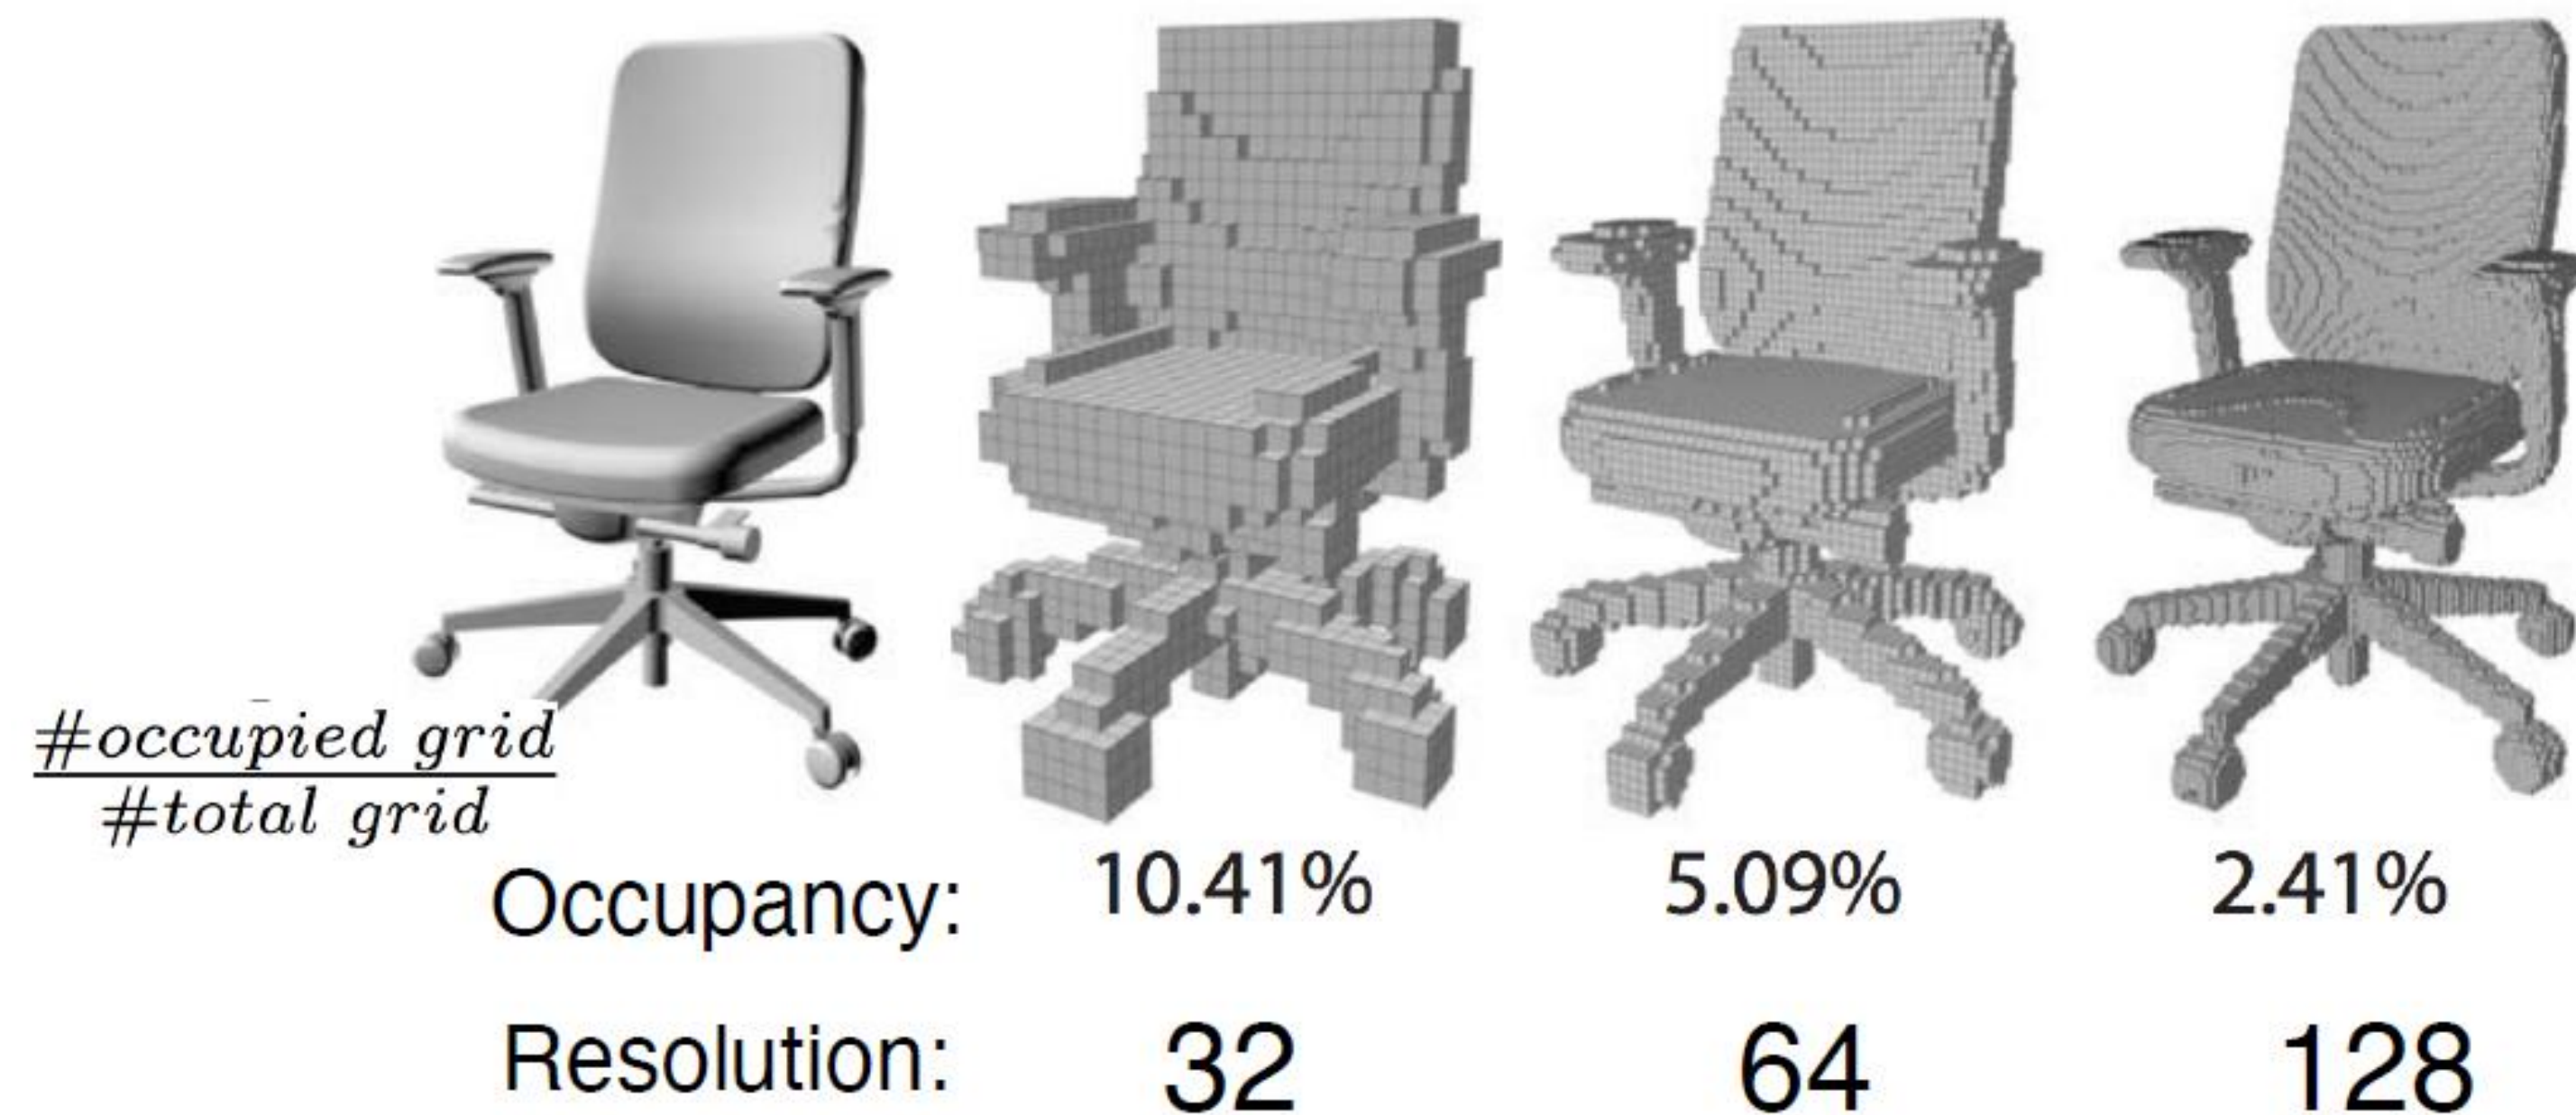 #occupied grid
#total grid
Occupancy: 10.41% 5.09% 2.41%
Resolution: 32 64 128